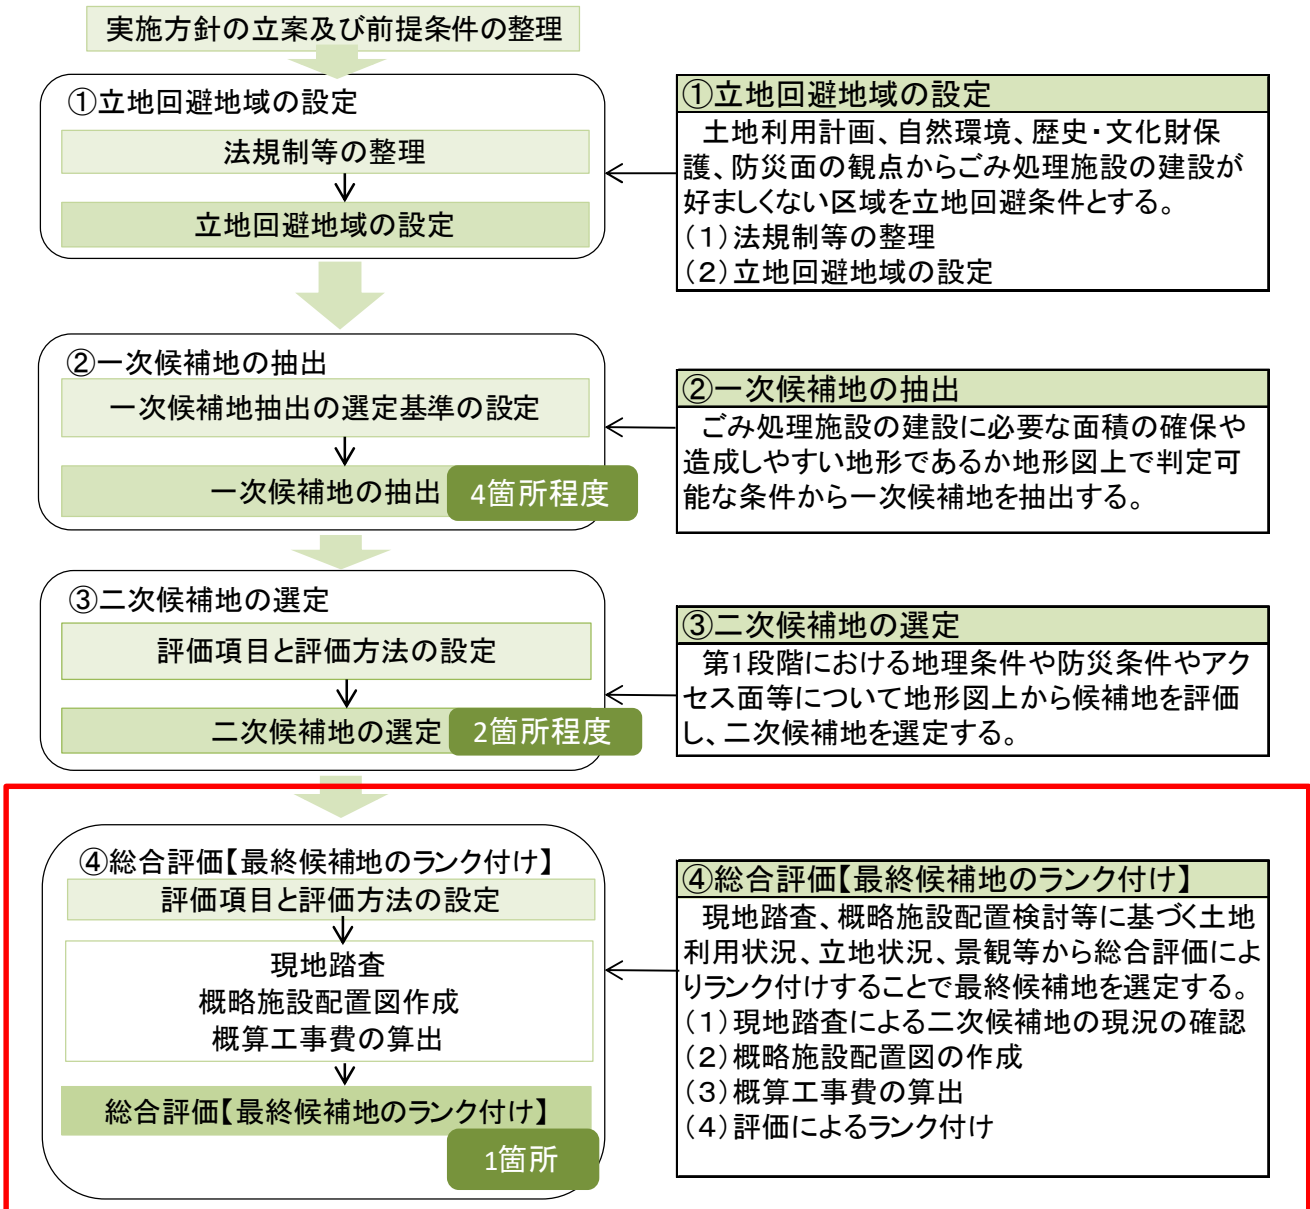 実施方針の立案及び前提条件の整理
①立地回避地域の設定
法規制等の整理
立地回避地域の設定
①立地回避地域の設定
土地利用計画、自然環境、歴史・文化財保
護、防災面の観点からごみ処理施設の建設が
好ましくない区域を立地回避条件とする。
（１）法規制等の整理
（２）立地回避地域の設定
②一次候補地の抽出
一次候補地抽出の選定基準の設定
一次候補地の抽出
4箇所程度
②一次候補地の抽出
ごみ処理施設の建設に必要な面積の確保や
造成しやすい地形であるか地形図上で判定可
能な条件から一次候補地を抽出する。
③二次候補地の選定
評価項目と評価方法の設定
二次候補地の選定
2箇所程度
③二次候補地の選定
第1段階における地理条件や防災条件やアク
セス面等について地形図上から候補地を評価
し、二次候補地を選定する。
④総合評価【最終候補地のランク付け】
評価項目と評価方法の設定
現地踏査
概略施設配置図作成
概算工事費の算出
総合評価【最終候補地のランク付け】
1箇所
④総合評価【最終候補地のランク付け】
現地踏査、概略施設配置検討等に基づく土地
利用状況、立地状況、景観等から総合評価によ
りランク付けすることで最終候補地を選定する。
（１）現地踏査による二次候補地の現況の確認
（２）概略施設配置図の作成
（３）概算工事費の算出
（４）評価によるランク付け